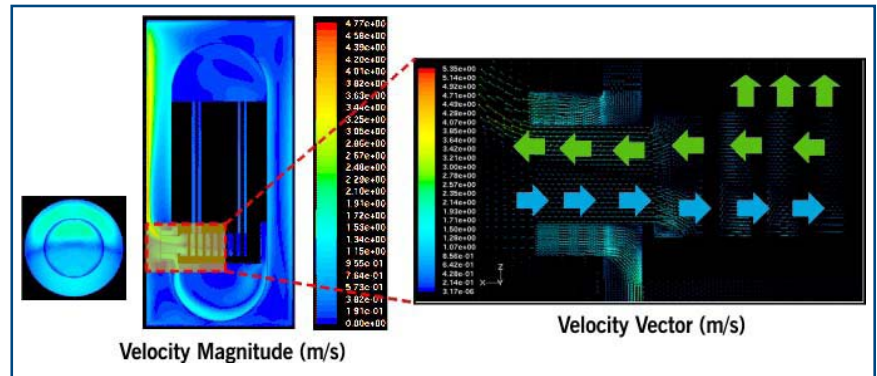 4.77e+00
4.58e+00
4.39e+00
4.20e+00
4.01e+00
3.82e+00
3.63e+00
3.44e+00
3.25e+00
3.05e+00
2.86e+00
2.67e+00
2.48e+00
2.29e+00
2.10e+00
1.91e+00
1.72e+00
1.53e+00
1.34e+00
1.15e+00
9.55e-01
7.64e-01
5.73e-01
3.82e-01
1.91e-01
0.00e+00
Velocity Magnitude (m/s)
5.35e+00
5.14e+00
4.92e+00
4.71e+00
4.49e+00
4.28e+00
4.07e+00
3.85e+00
3.64e+00
3.42e+00
3.21e+00
3.00e+00
2.78e+00
2.57e+00
2.35e+00
2.14e+00
1.93e+00
1.71e+00
1.50e+00
1.28e+00
1.07e+00
8.56e-01
6.42e-01
4.28e-01
2.14e-01
3.17e-06
Z
X Y
Velocity Vector (m/s)